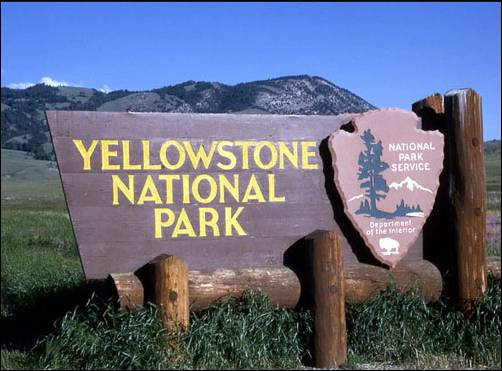 YELLOWSTONE
NATIONAL
PARK
NATIONAL
PARK
SERVICE
Department
of the Interior